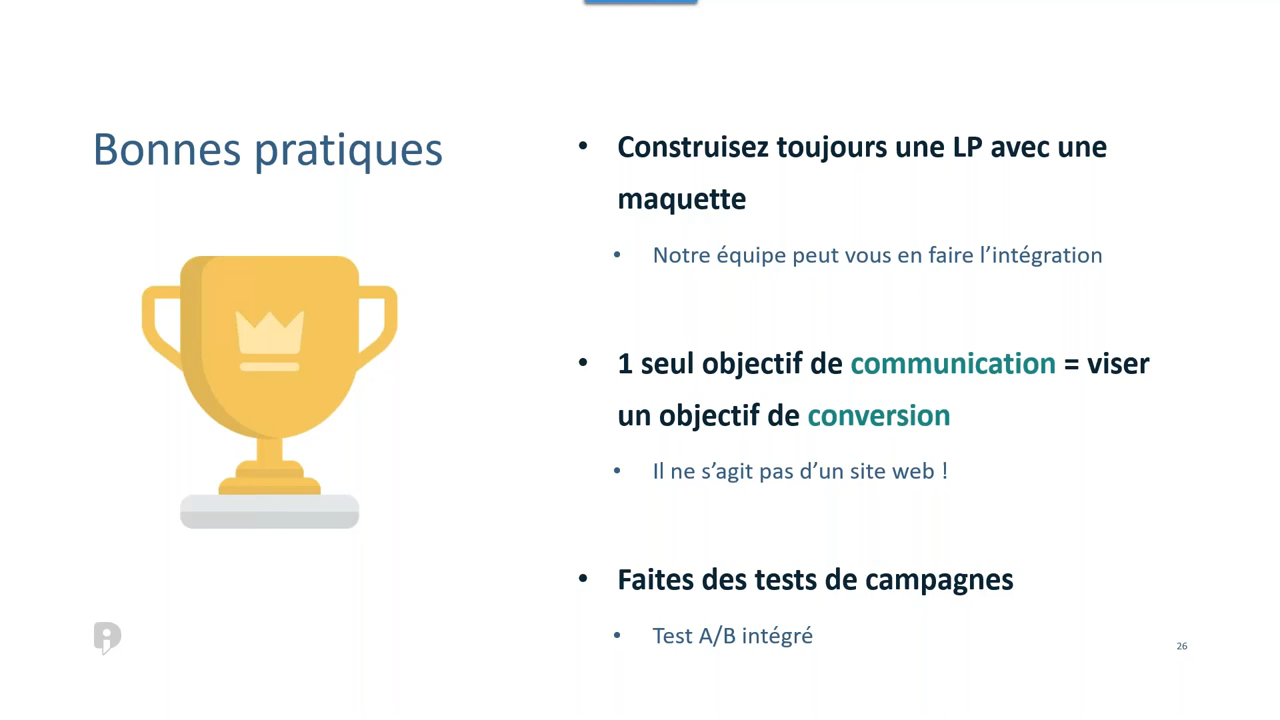 Bonnes pratiques
• Construisez toujours une LP avec une
maquette
• Notre équipe peut vous en faire l’intégration
• 1 seul objectif de communication = viser
un objectif de conversion
• Il ne s’agit pas d’un site web !
• Faites des tests de campagnes
• Test A/B intégré
26